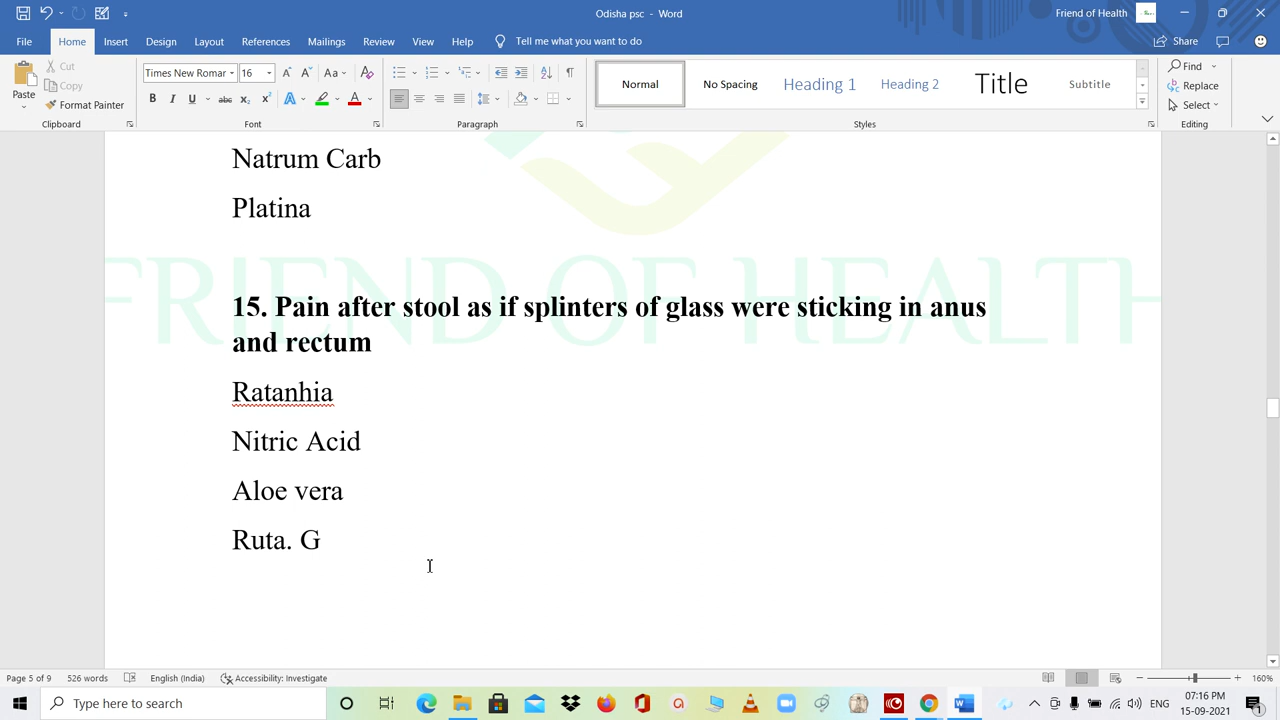 Odisha psc - Word
Friend of Health
File Home Insert Design Layout References Mailings Review View Help Tell me what you want to do Share
Paste Cut Copy Format Painter
Times New Romar 16
Normal No Spacing Heading 1 Heading 2 Title Subtitle
Find Replace Select
Clipboard Font Paragraph Styles Editing
Natrum Carb
Platina
FRIEND OF HEALTH
15. Pain after stool as if splinters of glass were sticking in anus
and rectum
Ratanhia
Nitric Acid
Aloe vera
Ruta. G
Page 5 of 9 526 words English (India) Accessibility: Investigate 160%
Type here to search
ENG
07:16 PM
15-09-2021